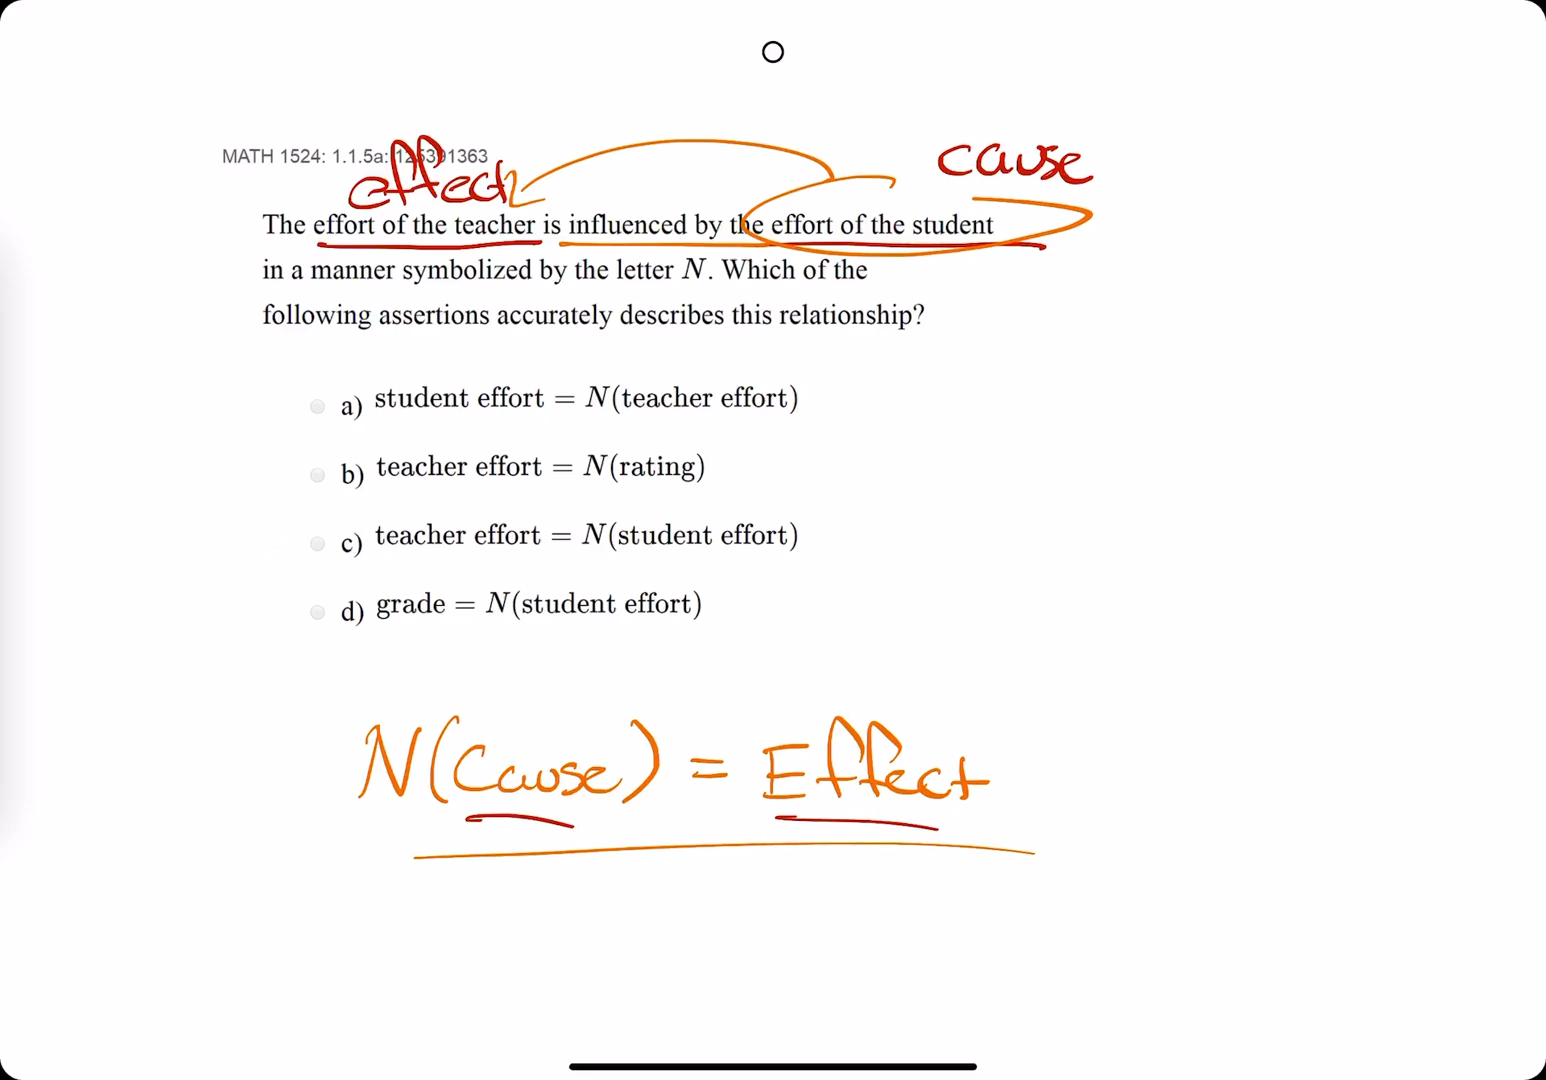 MATH 1524: 1.1.5a: 125391363
effect
cause
The effort of the teacher is influenced by the effort of the student
in a manner symbolized by the letter N. Which of the
following assertions accurately describes this relationship?
a) student effort = N(teacher effort)
b) teacher effort = N(rating)
c) teacher effort = N(student effort)
d) grade = N(student effort)
N(Cause) = Effect